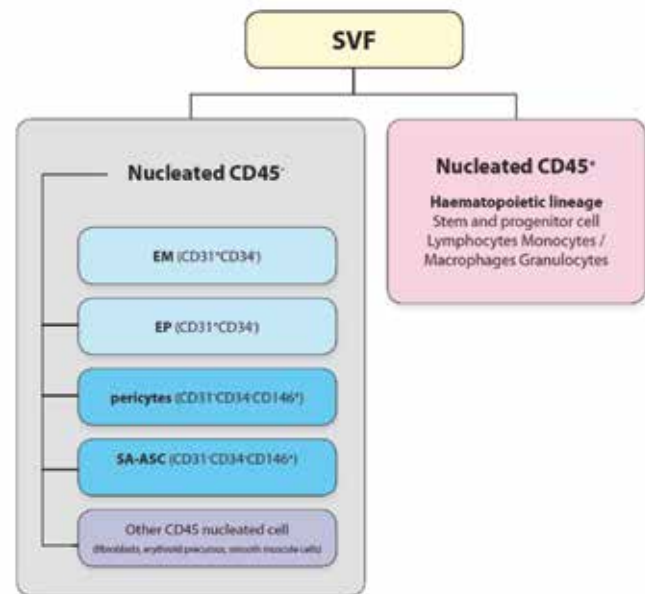 SVF
Nucleated CD45⁻
EM (CD31⁺CD34⁻)
EP (CD31⁺CD34⁻)
pericytes (CD31⁻CD34⁻CD146⁺)
SA-ASC (CD31⁻CD34⁻CD146⁺)
Other CD45 nucleated cell
(fibroblasts, erythroid precurous, smooth muscule cells)
Nucleated CD45⁺
Haematopoietic lineage
Stem and progenitor cell
Lymphocytes Monocytes /
Macrophages Granulocytes